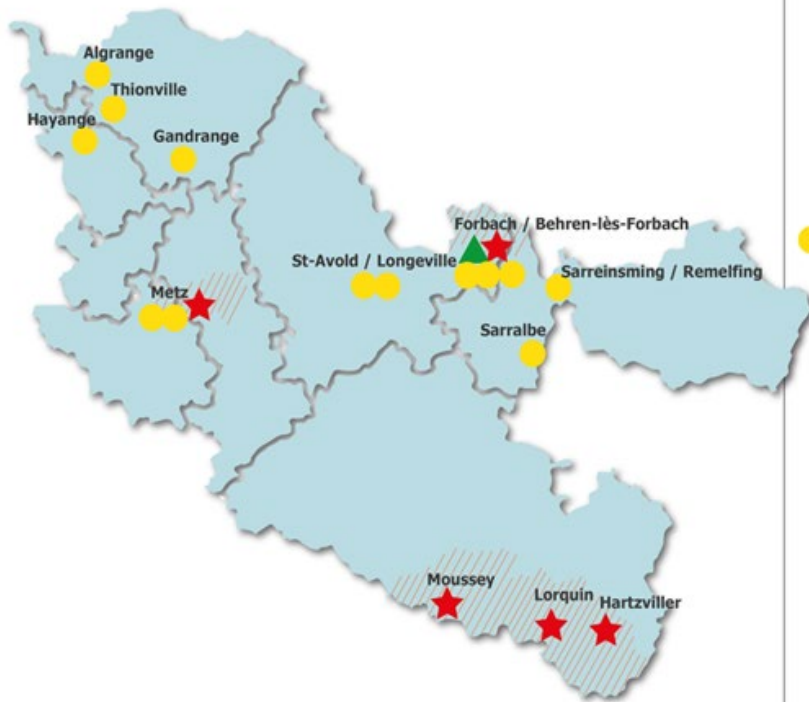 Algrange
Thionville
Hayange
Gandrange
Forbach / Behren-lès-Forbach
St-Avold / Longeville
Sarreinsming / Remelfing
Metz
Sarralbe
Moussey
Lorquin
Hartzviller